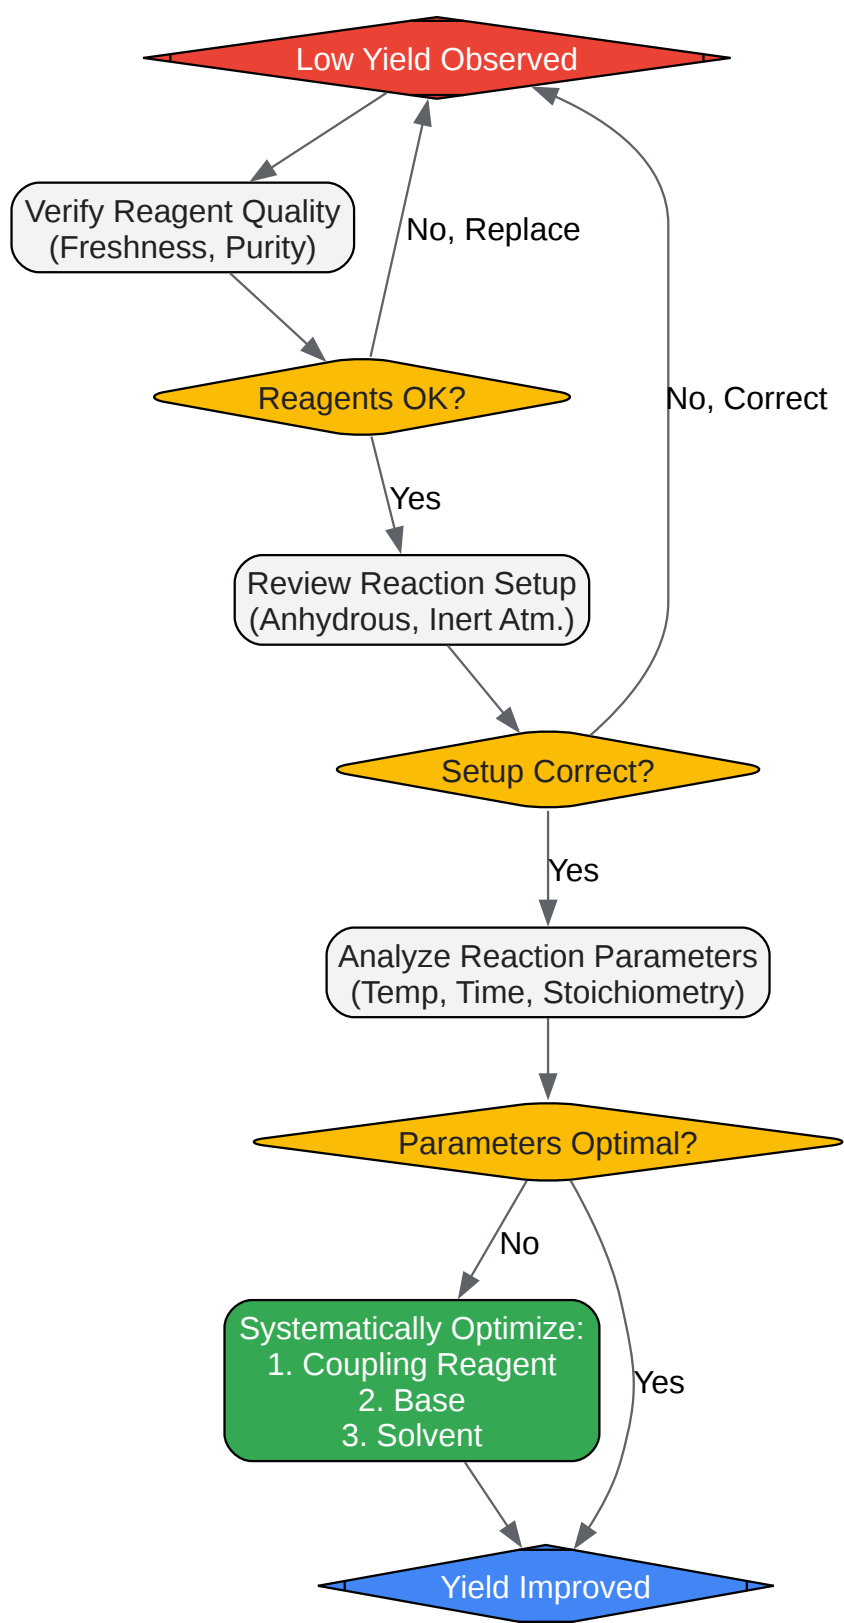 Low Yield Observed
Verify Reagent Quality
(Freshness, Purity)
No, Replace
Reagents OK?
No, Correct
Yes
Review Reaction Setup
(Anhydrous, Inert Atm.)
Setup Correct?
Yes
Analyze Reaction Parameters
(Temp, Time, Stoichiometry)
Parameters Optimal?
No
Systematically Optimize:
1. Coupling Reagent
2. Base
3. Solvent
Yes
Yield Improved